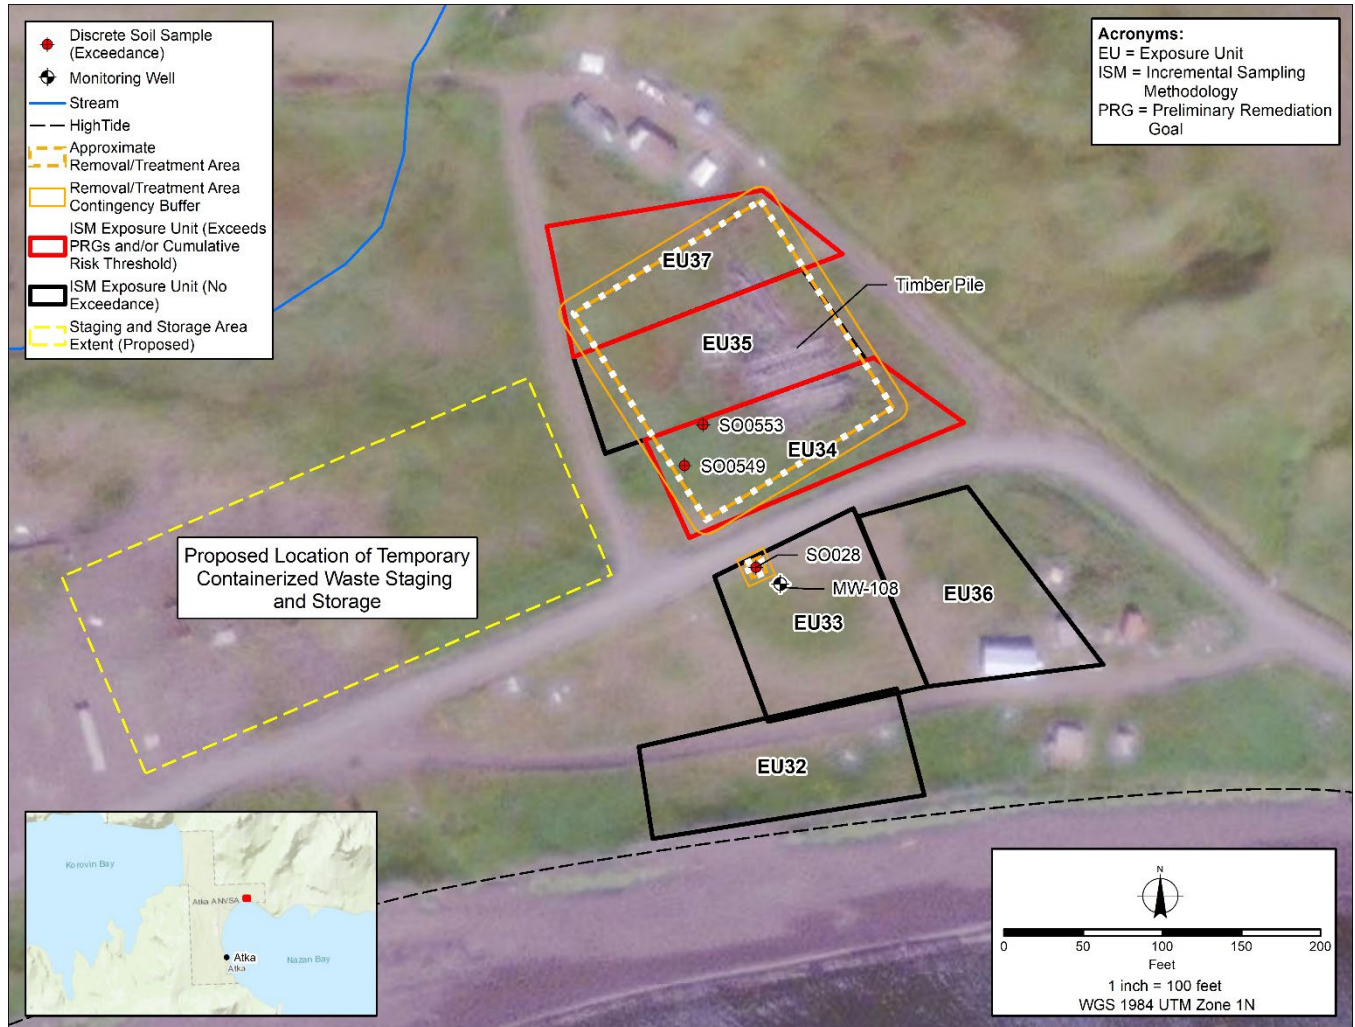 Discrete Soil Sample
(Exceedance)
Monitoring Well
Stream
HighTide
Approximate
Removal/Treatment Area
Removal/Treatment Area
Contingency Buffer
ISM Exposure Unit (Exceeds
PRGs and/or Cumulative
Risk Threshold)
ISM Exposure Unit (No
Exceedance)
Staging and Storage Area
Extent (Proposed)
Acronyms:
EU = Exposure Unit
ISM = Incremental Sampling
Methodology
PRG = Preliminary Remediation
Goal
EU37
Timber Pile
EU35
SO0553
EU34
SO0549
Proposed Location of Temporary
Containerized Waste Staging
and Storage
SO028
MW-108
EU36
EU33
EU32
Korovin Bay
Atka ANVSA
Atka
Atka
Nazan Bay
N
0 50 100 150 200
Feet
1 inch = 100 feet
WGS 1984 UTM Zone 1N